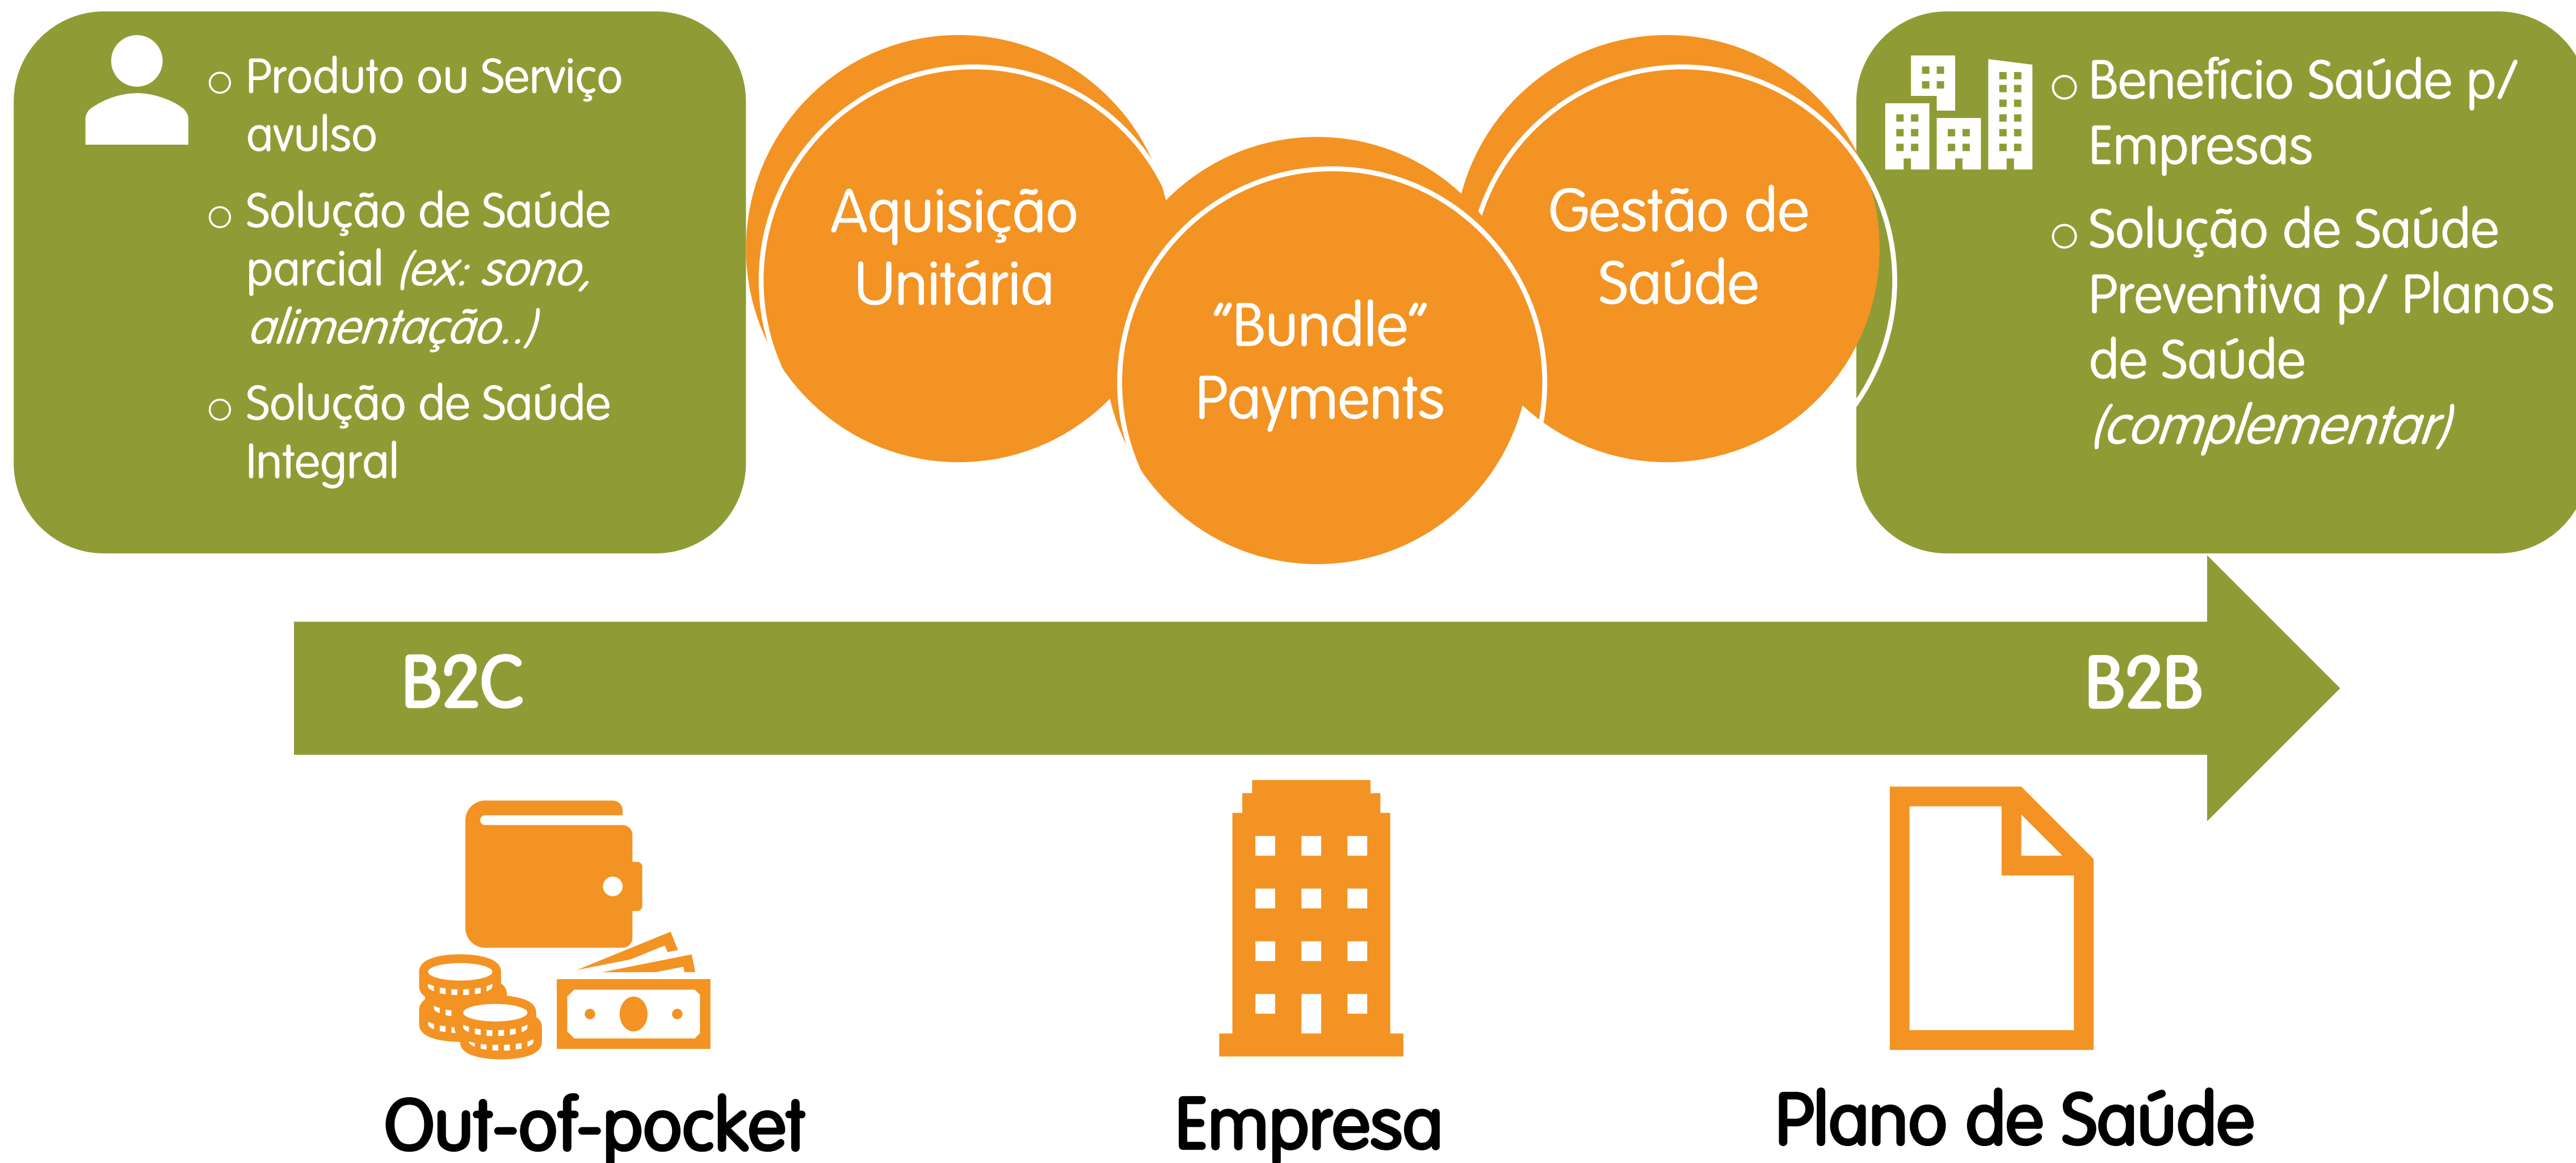 ○ Produto ou Serviço
avulso
○ Solução de Saúde
parcial (ex: sono,
alimentação..)
○ Solução de Saúde
Integral
Aquisição
Unitária
"Bundle"
Payments
Gestão de
Saúde
○ Benefício Saúde p/
Empresas
○ Solução de Saúde
Preventiva p/ Planos
de Saúde
(complementar)
B2C
B2B
Out-of-pocket
Empresa
Plano de Saúde